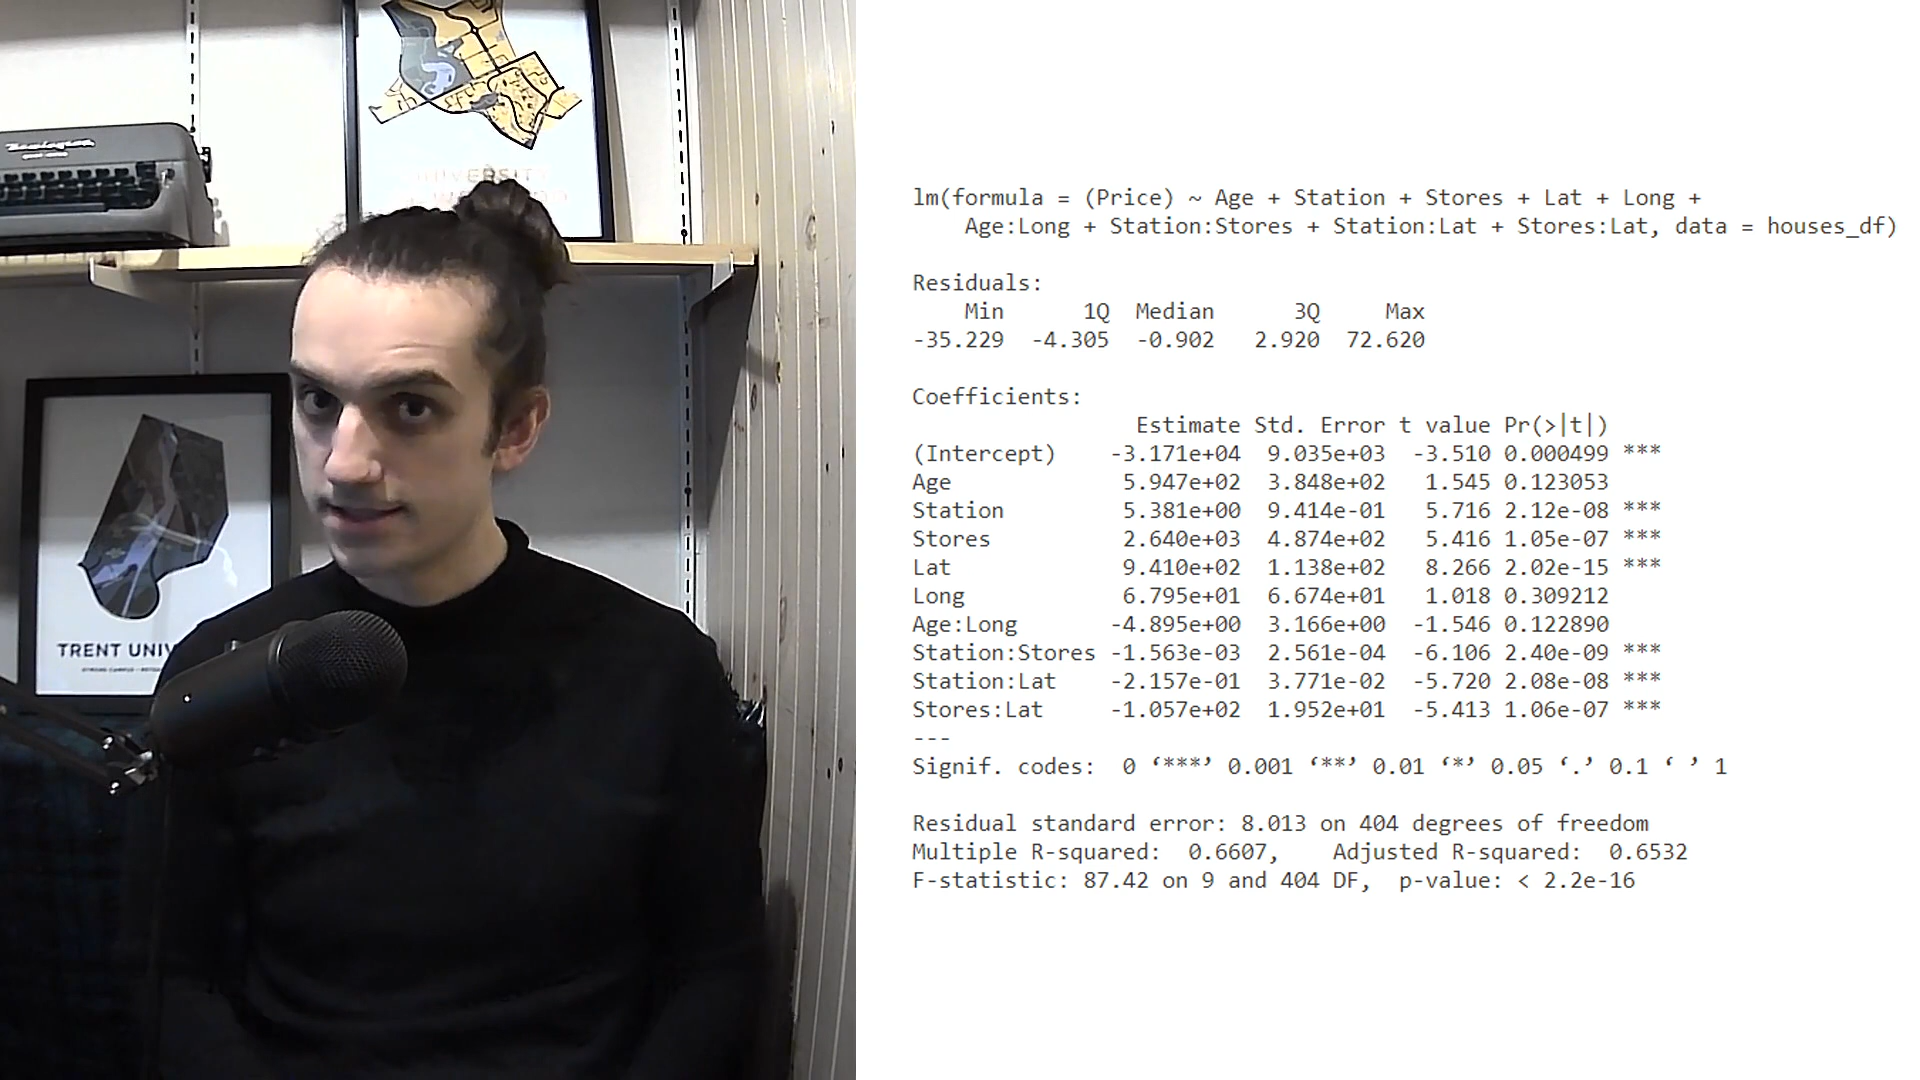 UNIVERSITY
TRENT UNIV
lm(formula = (Price) ~ Age + Station + Stores + Lat + Long +
Age:Long + Station:Stores + Station:Lat + Stores:Lat, data = houses_df)
Residuals:
Min 1Q Median 3Q Max
-35.229 -4.305 -0.902 2.920 72.620
Coefficients:
Estimate Std. Error t value Pr(>|t|)
(Intercept) -3.171e+04 9.035e+03 -3.510 0.000499 ***
Age 5.947e+02 3.848e+02 1.545 0.123053
Station 5.381e+00 9.414e-01 5.716 2.12e-08 ***
Stores 2.640e+03 4.874e+02 5.416 1.05e-07 ***
Lat 9.410e+02 1.138e+02 8.266 2.02e-15 ***
Long 6.795e+01 6.674e+01 1.018 0.309212
Age:Long -4.895e+00 3.166e+00 -1.546 0.122890
Station:Stores -1.563e-03 2.561e-04 -6.106 2.40e-09 ***
Station:Lat -2.157e-01 3.771e-02 -5.720 2.08e-08 ***
Stores:Lat -1.057e+02 1.952e+01 -5.413 1.06e-07 ***
---
Signif. codes: 0 ‘***’ 0.001 ‘**’ 0.01 ‘*’ 0.05 ‘.’ 0.1 ‘ ’ 1
Residual standard error: 8.013 on 404 degrees of freedom
Multiple R-squared: 0.6607, Adjusted R-squared: 0.6532
F-statistic: 87.42 on 9 and 404 DF, p-value: < 2.2e-16